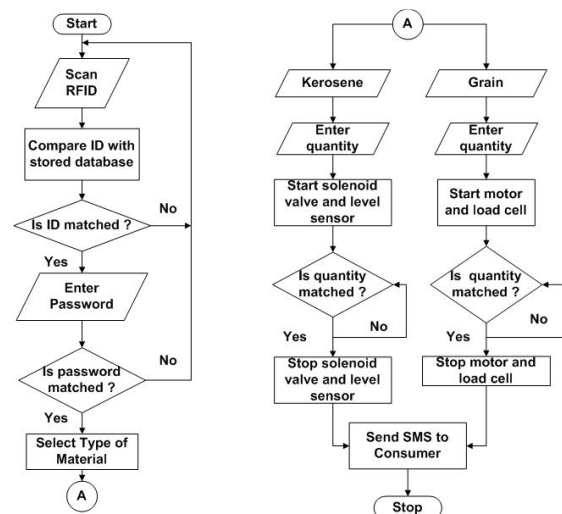 Start
Scan
RFID
Compare ID with
stored database
Is ID matched ?
No
Yes
Enter
Password
Is password
matched ?
No
Yes
Select Type of
Material
A
A
Kerosene
Enter
quantity
Start solenoid
valve and level
sensor
Is quantity
matched ?
No
Yes
Stop solenoid
valve and level
sensor
Grain
Enter
quantity
Start motor
and load cell
Is quantity
matched ?
No
Yes
Stop motor and
load cell
Send SMS to
Consumer
Stop